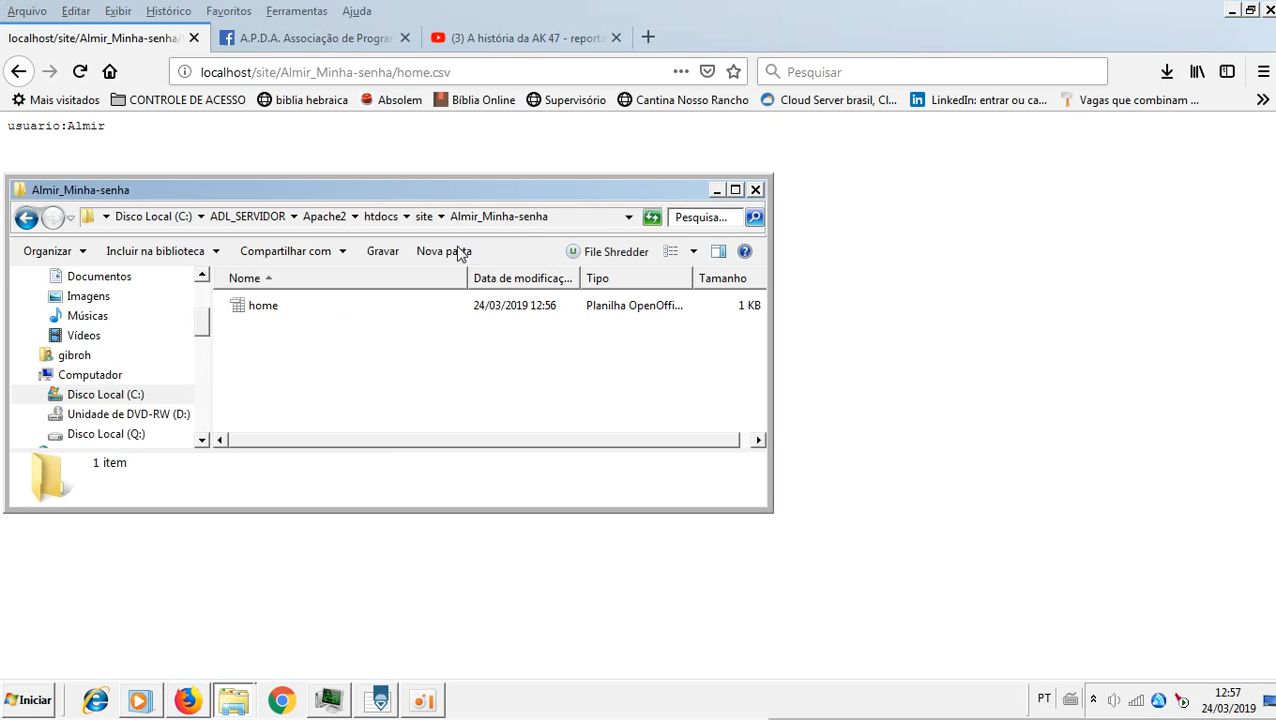 Arquivo Editar Exibir Histórico Favoritos Ferramentas Ajuda
localhost/site/Almir_Minha-senha/ A.P.D.A. Associação de Progra (3) A história da AK 47 - reporta
localhost/site/Almir_Minha-senha/home.csv Pesquisar
Mais visitados CONTROLE DE ACESSO biblia hebraica Absolem Bíblia Online Supervisório Cantina Nosso Rancho Cloud Server brasil, Cl... LinkedIn: entrar ou ca... Vagas que combinam ...
usuario:Almir
Almir_Minha-senha
Disco Local (C:) ADL_SERVIDOR Apache2 htdocs site Almir_Minha-senha Pesquisa...
Organizar Incluir na biblioteca Compartilhar com Gravar Nova pasta File Shredder
Nome Data de modificaç... Tipo Tamanho
Documentos
Imagens
Músicas
Vídeos
gibroh
Computador
Disco Local (C:)
Unidade de DVD-RW (D:)
Disco Local (Q:)
home 24/03/2019 12:56 Planilha OpenOffi... 1 KB
1 item
Iniciar PT 12:57
24/03/2019